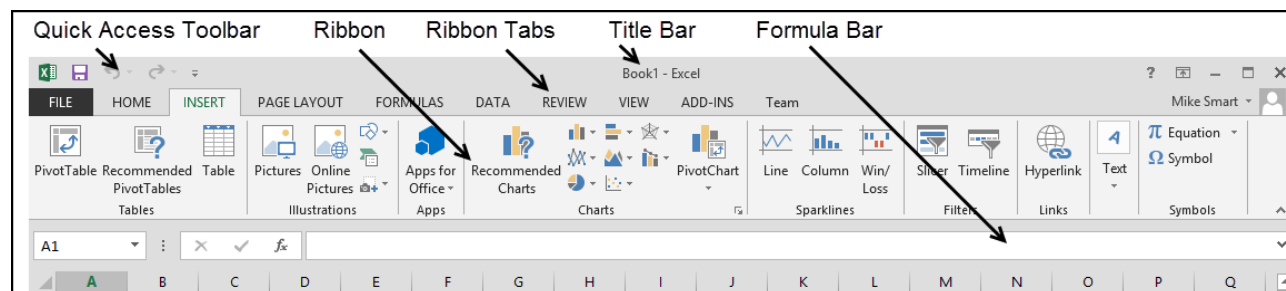 Quick Access Toolbar Ribbon Ribbon Tabs Title Bar Formula Bar
Book1 - Excel ?
FILE HOME INSERT PAGE LAYOUT FORMULAS DATA REVIEW VIEW ADD-INS Team Mike Smart
PivotTable Recommended PivotTables Table Pictures Online Pictures Apps for Office Recommended Charts PivotChart Line Column Win/Loss Slicer Timeline Hyperlink A Text π Equation
Ω Symbol
Tables Illustrations Apps Charts Sparklines Filters Links Symbols
A1 fx
A B C D E F G H I J K L M N O P Q